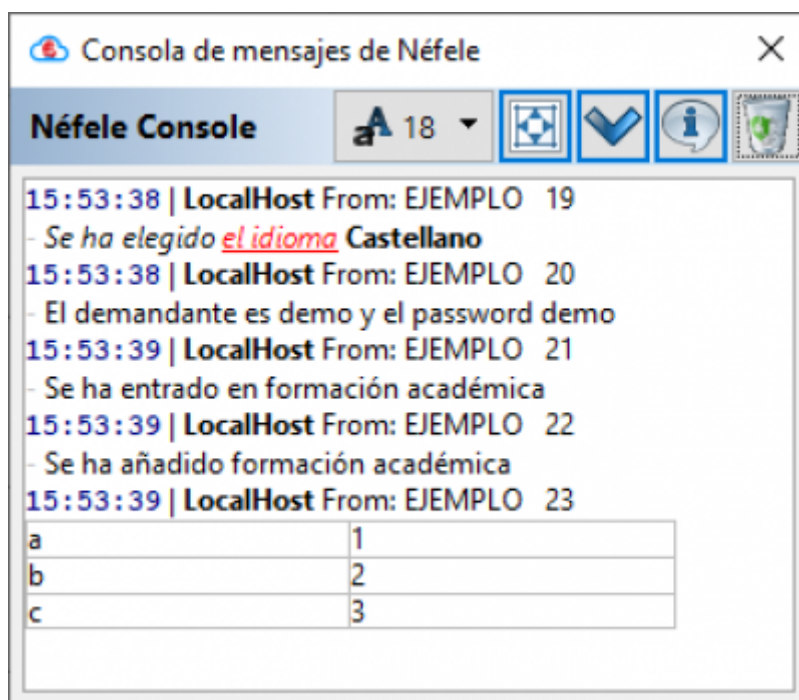 Consola de mensajes de Néfele
Néfele Console
18
15:53:38 | LocalHost From: EJEMPLO 19
- Se ha elegido el idioma Castellano
15:53:38 | LocalHost From: EJEMPLO 20
- El demandante es demo y el password demo
15:53:39 | LocalHost From: EJEMPLO 21
- Se ha entrado en formación académica
15:53:39 | LocalHost From: EJEMPLO 22
- Se ha añadido formación académica
15:53:39 | LocalHost From: EJEMPLO 23
a 1
b 2
c 3